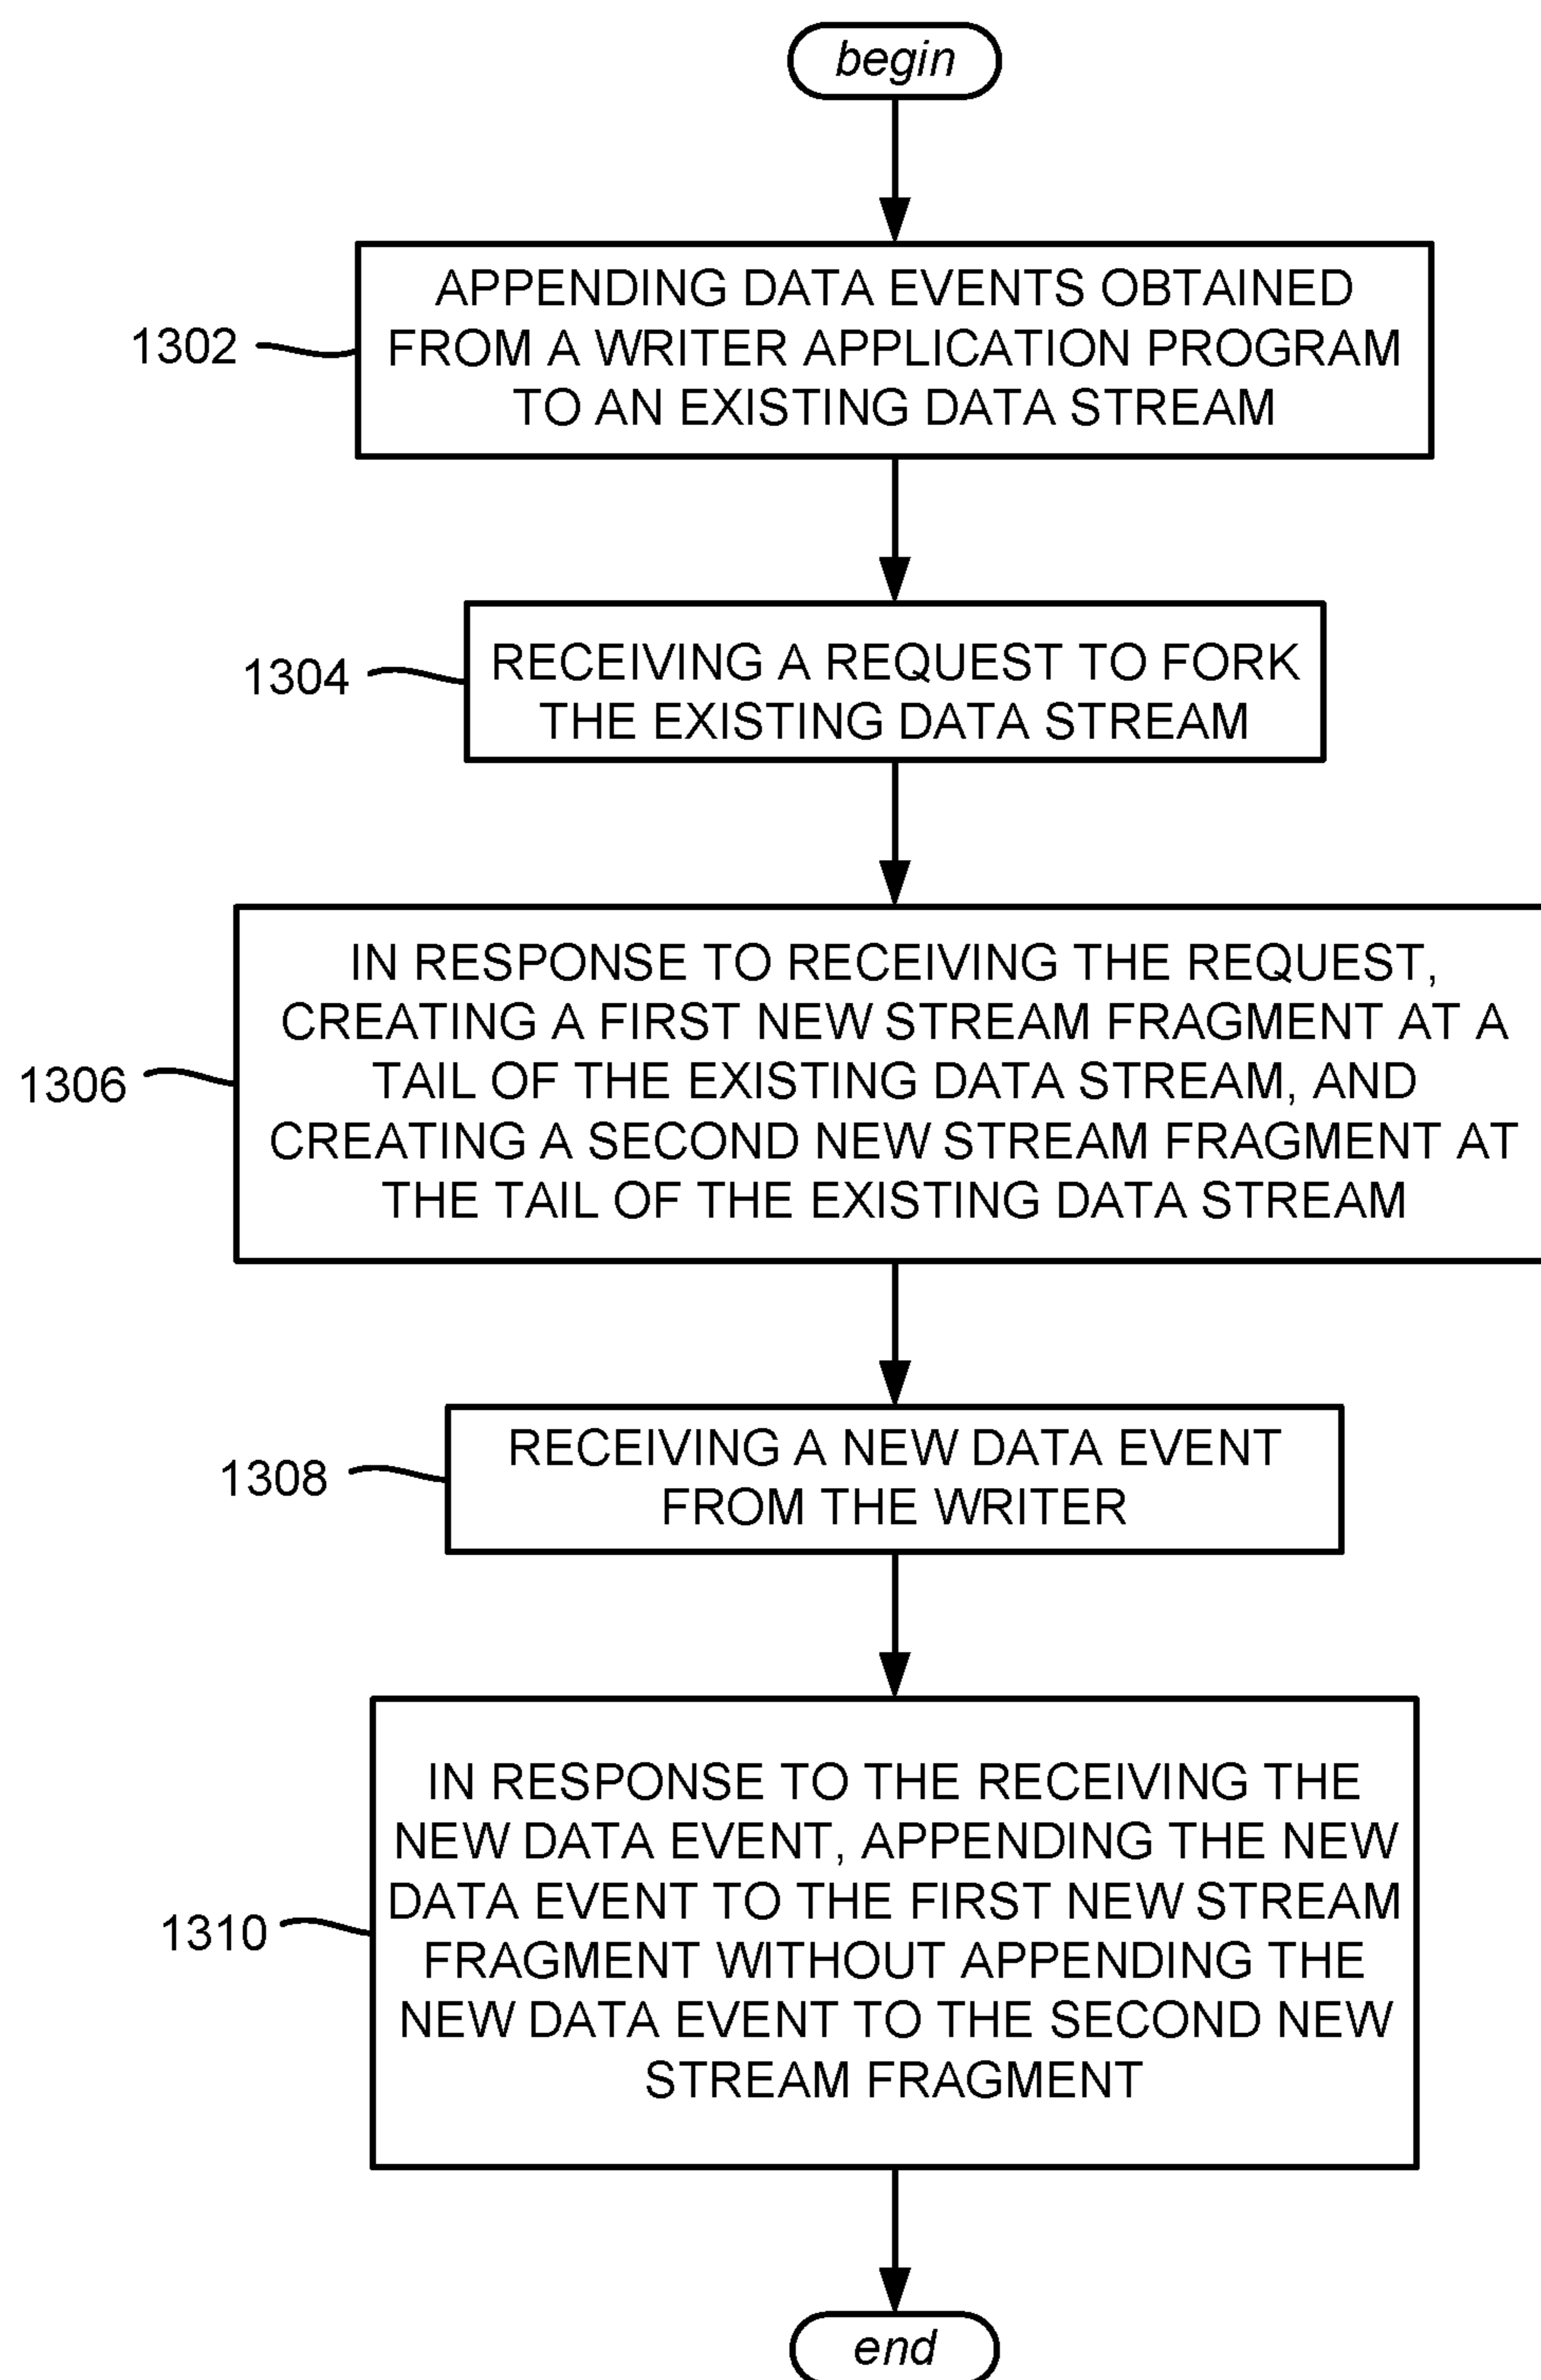 begin
1302
APPENDING DATA EVENTS OBTAINED
FROM A WRITER APPLICATION PROGRAM
TO AN EXISTING DATA STREAM
1304
RECEIVING A REQUEST TO FORK
THE EXISTING DATA STREAM
1306
IN RESPONSE TO RECEIVING THE REQUEST,
CREATING A FIRST NEW STREAM FRAGMENT AT A
TAIL OF THE EXISTING DATA STREAM, AND
CREATING A SECOND NEW STREAM FRAGMENT AT
THE TAIL OF THE EXISTING DATA STREAM
1308
RECEIVING A NEW DATA EVENT
FROM THE WRITER
1310
IN RESPONSE TO THE RECEIVING THE
NEW DATA EVENT, APPENDING THE NEW
DATA EVENT TO THE FIRST NEW STREAM
FRAGMENT WITHOUT APPENDING THE
NEW DATA EVENT TO THE SECOND NEW
STREAM FRAGMENT
end